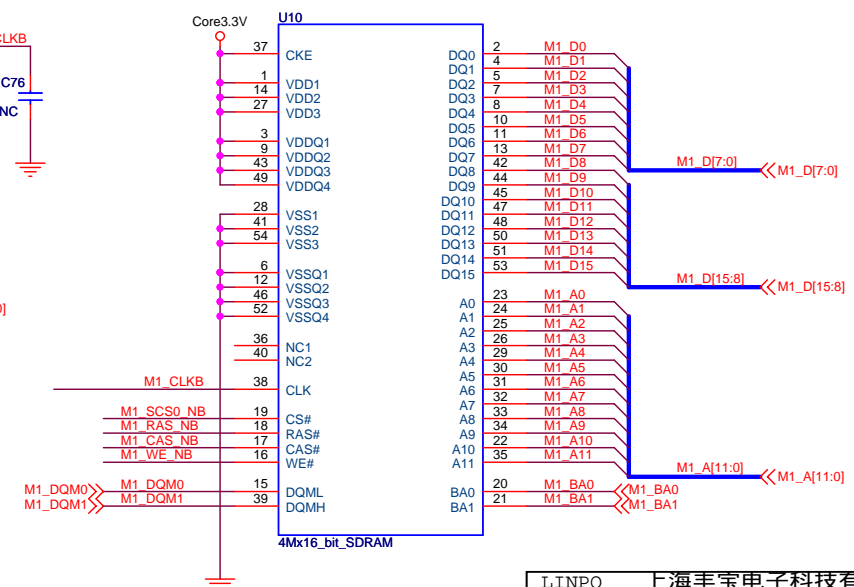 Core3.3V
U10
CLKB
C76
NC
37 CKE
1 VDD1
14 VDD2
27 VDD3
3 VDDQ1
9 VDDQ2
43 VDDQ3
49 VDDQ4
28 VSS1
41 VSS2
54 VSS3
6 VSSQ1
12 VSSQ2
46 VSSQ3
52 VSSQ4
36 NC1
40 NC2
M1_CLKB 38 CLK
M1_SCS0_NB 19 CS#
M1_RAS_NB 18 RAS#
M1_CAS_NB 17 CAS#
M1_WE_NB 16 WE#
M1_DQM0 M1_DQM0 15 DQML
M1_DQM1 M1_DQM1 39 DQMH
DQ0 2 M1_D0
DQ1 4 M1_D1
DQ2 5 M1_D2
DQ3 7 M1_D3
DQ4 8 M1_D4
DQ5 10 M1_D5
DQ6 11 M1_D6
DQ7 13 M1_D7
DQ8 42 M1_D8
DQ9 44 M1_D9
DQ10 45 M1_D10
DQ11 47 M1_D11
DQ12 48 M1_D12
DQ13 50 M1_D13
DQ14 51 M1_D14
DQ15 53 M1_D15
M1_D[7:0] M1_D[7:0]
M1_D[15:8] M1_D[15:8]
A0 23 M1_A0
A1 24 M1_A1
A2 25 M1_A2
A3 26 M1_A3
A4 29 M1_A4
A5 30 M1_A5
A6 31 M1_A6
A7 32 M1_A7
A8 33 M1_A8
A9 34 M1_A9
A10 22 M1_A10
A11 35 M1_A11
M1_A[11:0] M1_A[11:0]
BA0 20 M1_BA0 M1_BA0
BA1 21 M1_BA1 M1_BA1
4Mx16_bit_SDRAM
LINPO 上海丰宝电子科技有